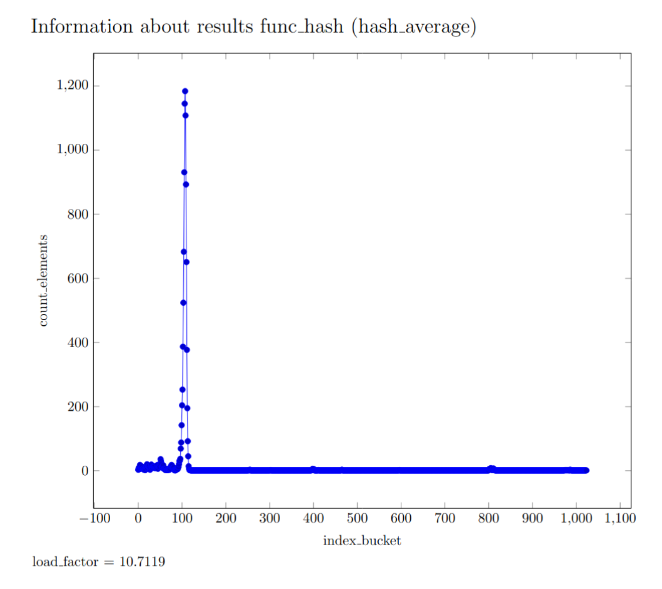 Information about results func_hash (hash_average)
1,200
1,000
800
600
400
200
0
count_elements
−100 0 100 200 300 400 500 600 700 800 900 1,000 1,100
index_bucket
load_factor = 10.7119